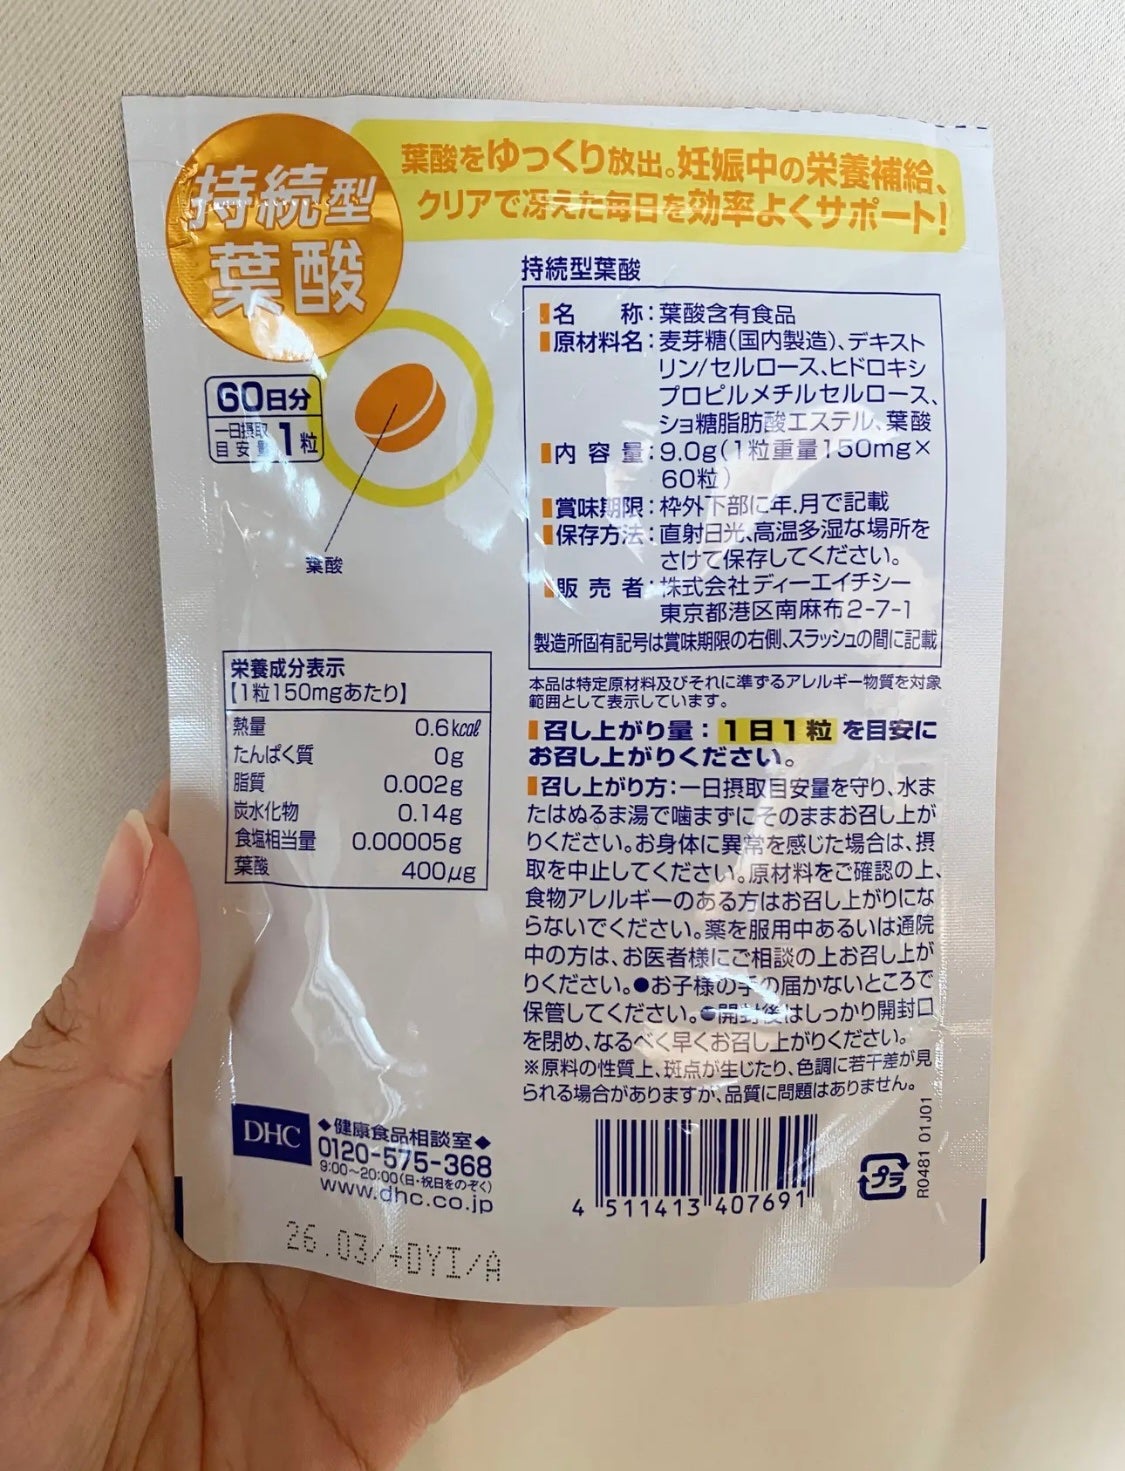 持続型
葉酸
葉酸をゆっくり放出。妊娠中の栄養補給、
クリアで冴えた毎日を効率よくサポート!
60日分
一日摂取
目安量
1粒
葉酸
持続型葉酸
名　称:葉酸含有食品
原材料名:麦芽糖(国内製造)、デキスト
リン/セルロース、ヒドロキシ
プロピルメチルセルロース、
ショ糖脂肪酸エステル、葉酸
内容量:9.0g(1粒重量150mg×
60粒)
賞味期限:枠外下部に年.月で記載
保存方法:直射日光、高温多湿な場所を
さけて保存してください。
販売者:株式会社ディーエイチシー
東京都港区南麻布2-7-1
製造所固有記号は賞味期限の右側、スラッシュの間に記載
本品は特定原材料及びそれに準ずるアレルギー物質を対象
範囲として表示しています。
召し上がり量:1日1粒を目安に
お召し上がりください。
召し上がり方:一日摂取目安量を守り、水ま
たはぬるま湯で噛まずにそのままお召し上が
りください。お身体に異常を感じた場合は、摂
取を中止してください。原材料をご確認の上、
食物アレルギーのある方はお召し上がりにな
らないでください。薬を服用中あるいは通院
中の方は、お医者様にご相談の上お召し上が
りください。●お子様の手の届かないところで
保管してください。●開封後はしっかり開封口
を閉め、なるべく早くお召し上がりください。
※原料の性質上、斑点が生じたり、色調に若干差が見
られる場合がありますが、品質に問題はありません。
栄養成分表示
【1粒150mgあたり】
熱量 0.6kcal
たんぱく質 0g
脂質 0.002g
炭水化物 0.14g
食塩相当量 0.00005g
葉酸 400μg
DHC
◆健康食品相談室◆
0120-575-368
9:00~20:00(日・祝日をのぞく)
www.dhc.co.jp
4 511413 407691
プラ
R0481 01J01
26.03/+DYI/A